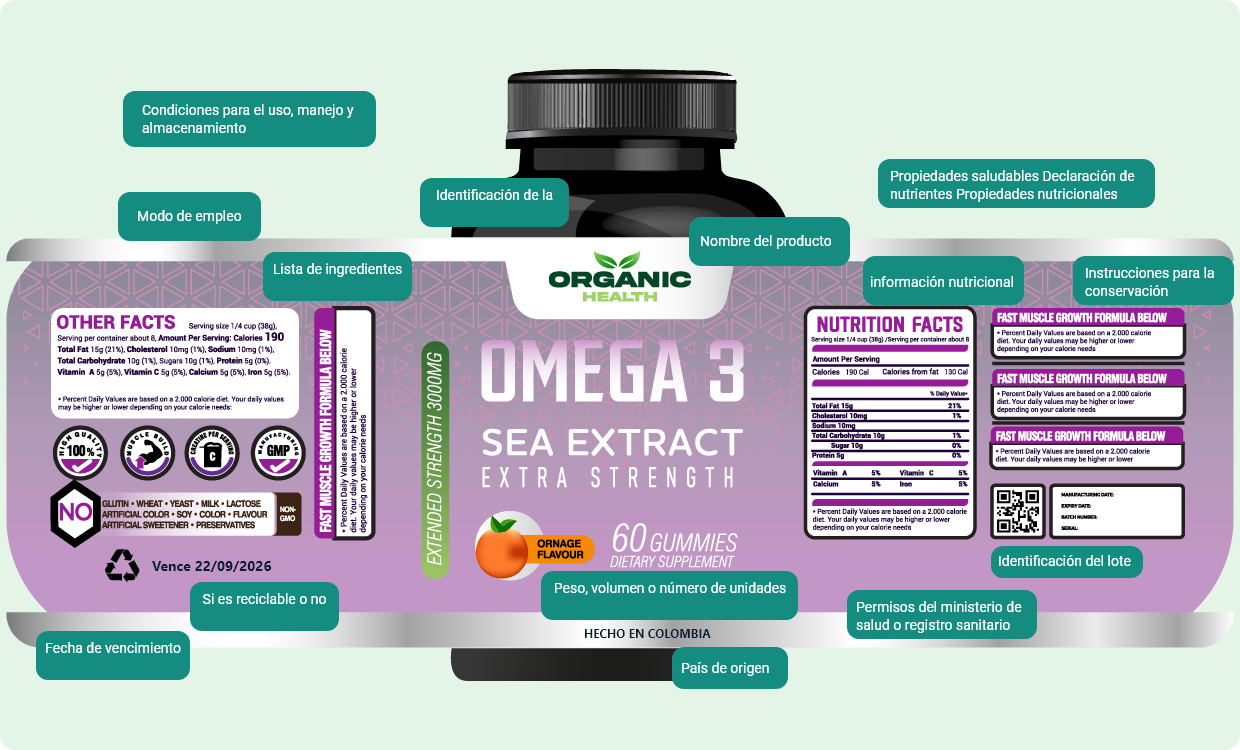 Condiciones para el uso, manejo y
almacenamiento
Modo de empleo
Identificación de la
Propiedades saludables Declaración de
nutrientes Propiedades nutricionales
Nombre del producto
Lista de ingredientes
información nutricional
Instrucciones para la
conservación
ORGANIC
HEALTH
OTHER FACTS Serving size 1/4 cup (38g),
Serving per container about 8, Amount Per Serving: Calories 190
Total Fat 15g (21%), Cholesterol 10mg (1%), Sodium 10mg (1%),
Total Carbohydrate 10g (1%), Sugars 10g (1%), Protein 5g (0%).
Vitamin A 5g (5%), Vitamin C 5g (5%), Calcium 5g (5%), Iron 5g (5%).
* Percent Daily Values are based on a 2.000 calorie diet. Your daily values
may be higher or lower depending on your calorie needs:
HIGH QUALITY
100%
MUSCLE BUILD
CREATINE PER SERVING
C
MANUFACTURING
GMP
NO
GLUTIN • WHEAT • YEAST • MILK • LACTOSE
ARTIFICIAL COLOR • SOY • COLOR • FLAVOUR
ARTIFICIAL SWEETENER • PRESERVATIVES
NON-
GMO
Vence 22/09/2026
FAST MUSCLE GROWTH FORMULA BELOW
* Percent Daily Values are based on a 2.000 calorie
diet. Your daily values may be higher or lower
depending on your calorie needs
EXTENDED STRENGTH 3000MG
OMEGA 3
SEA EXTRACT
EXTRA STRENGTH
ORNAGE
FLAVOUR
60 GUMMIES
DIETARY SUPPLEMENT
NUTRITION FACTS
Serving size 1/4 cup (38g) /Serving per container about 8
Amount Per Serving
Calories 190 Cal Calories from fat 130 Cal
% Daily Value*
Total Fat 15g 21%
Cholesterol 10mg 1%
Sodium 10mg
Total Carbohydrate 10g 1%
Sugar 10g 0%
Protein 5g 0%
Vitamin A 5% Vitamin C 5%
Calcium 5% Iron 5%
* Percent Daily Values are based on a 2.000 calorie
diet. Your daily values may be higher or lower
depending on your calorie needs
FAST MUSCLE GROWTH FORMULA BELOW
* Percent Daily Values are based on a 2.000 calorie
diet. Your daily values may be higher or lower
depending on your calorie needs
FAST MUSCLE GROWTH FORMULA BELOW
* Percent Daily Values are based on a 2.000 calorie
diet. Your daily values may be higher or lower
depending on your calorie needs
FAST MUSCLE GROWTH FORMULA BELOW
* Percent Daily Values are based on a 2.000 calorie
diet. Your daily values may be higher or lower
MANUFACTURING DATE:
EXPIRY DATE:
BATCH NUMBER:
SERIAL:
Identificación del lote
Si es reciclable o no
Peso, volumen o número de unidades
Permisos del ministerio de
salud o registro sanitario
HECHO EN COLOMBIA
Fecha de vencimiento
País de origen